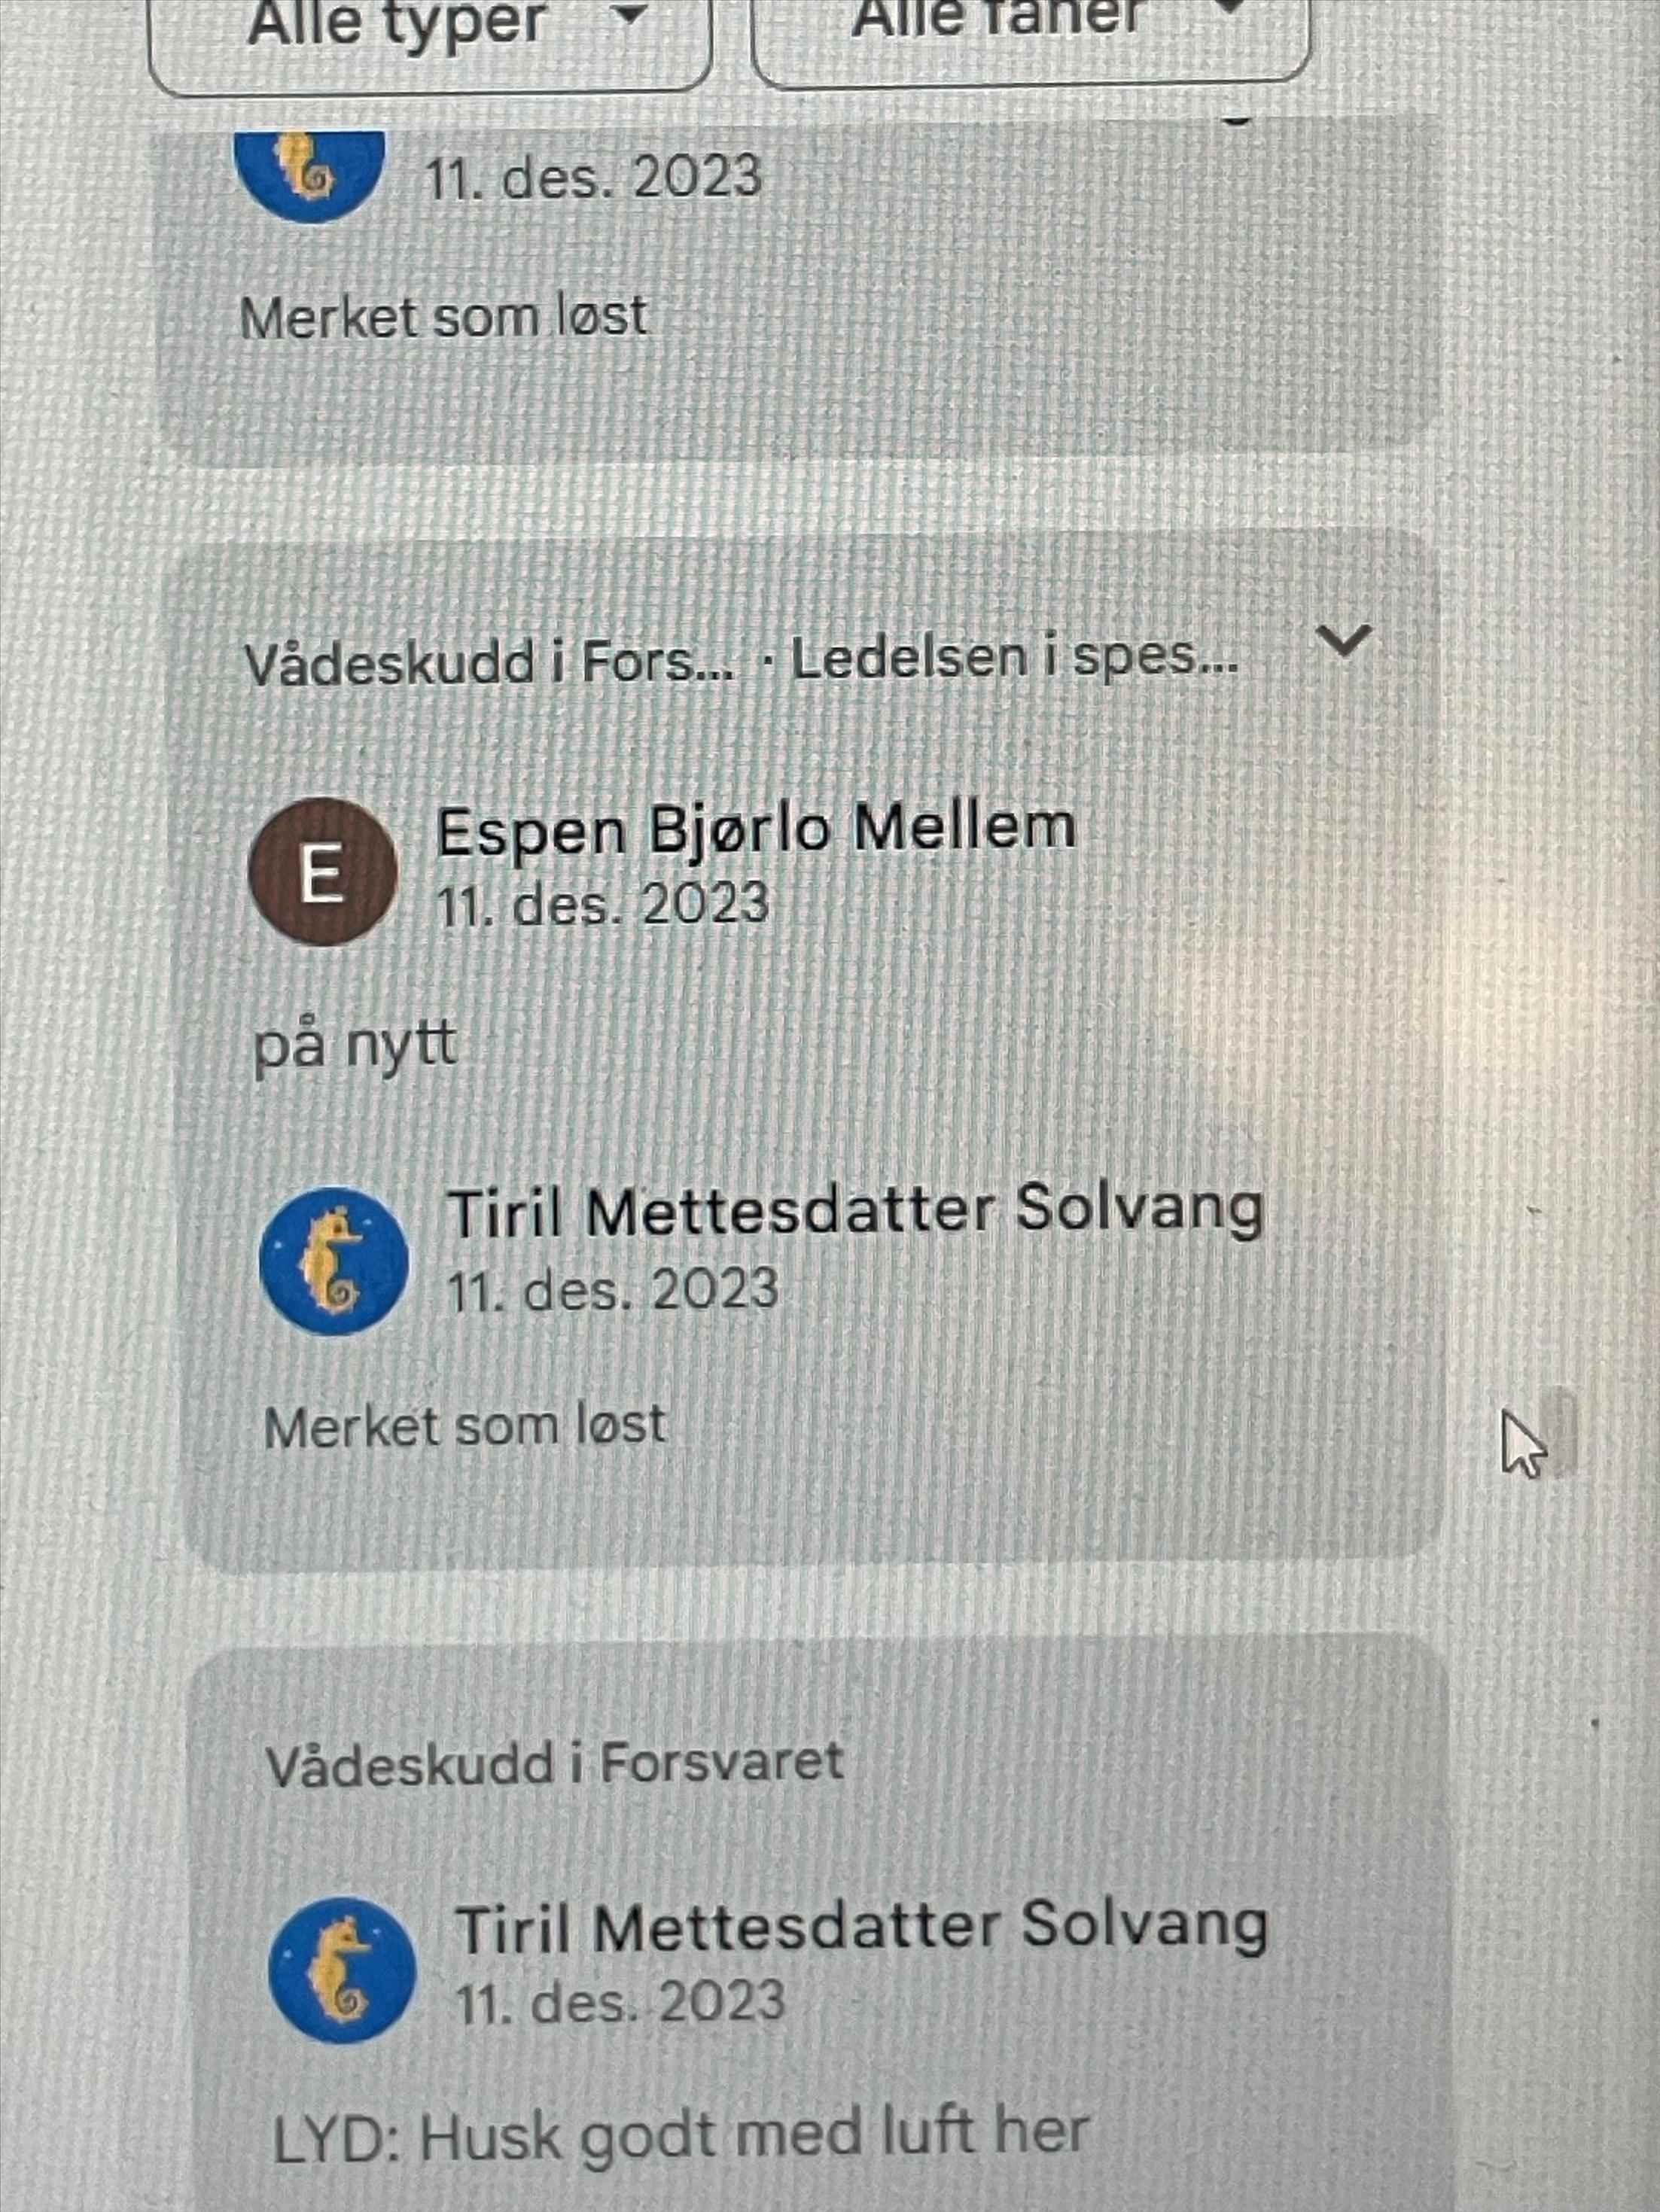 Alle typer
Alle faner
11. des. 2023
Merket som løst
Vådeskudd i Fors... · Ledelsen i spes...
E
Espen Bjørlo Mellem
11. des. 2023
på nytt
Tiril Mettesdatter Solvang
11. des. 2023
Merket som løst
Vådeskudd i Forsvaret
Tiril Mettesdatter Solvang
11. des. 2023
LYD: Husk godt med luft her